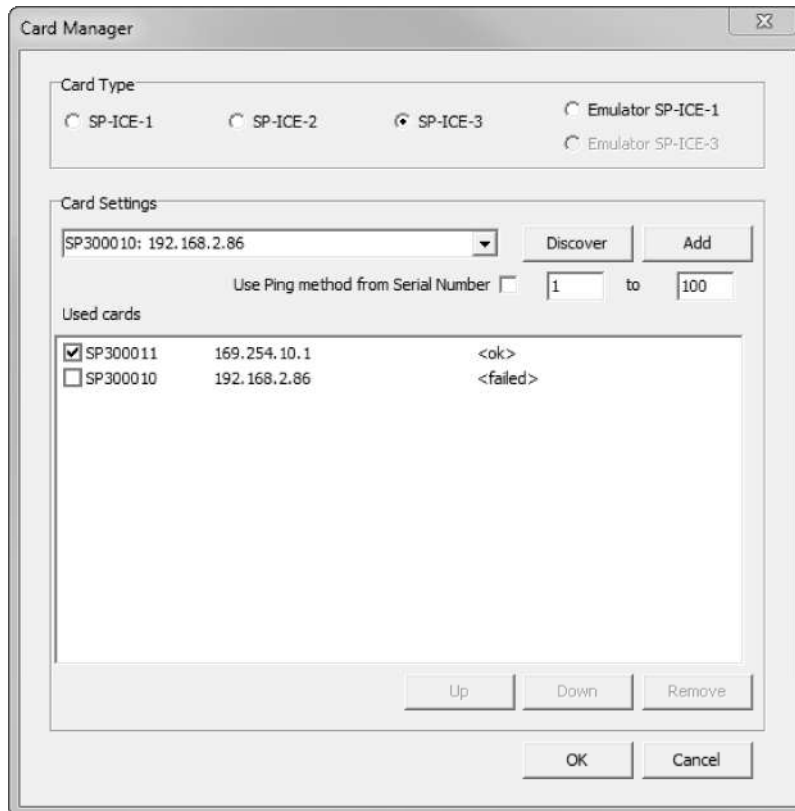 Card Manager
Card Type
SP-ICE-1 SP-ICE-2 SP-ICE-3 Emulator SP-ICE-1
Emulator SP-ICE-3
Card Settings
SP300010: 192.168.2.86 Discover Add
Use Ping method from Serial Number 1 to 100
Used cards
SP300011 169.254.10.1 <ok>
SP300010 192.168.2.86 <failed>
Up Down Remove
OK Cancel